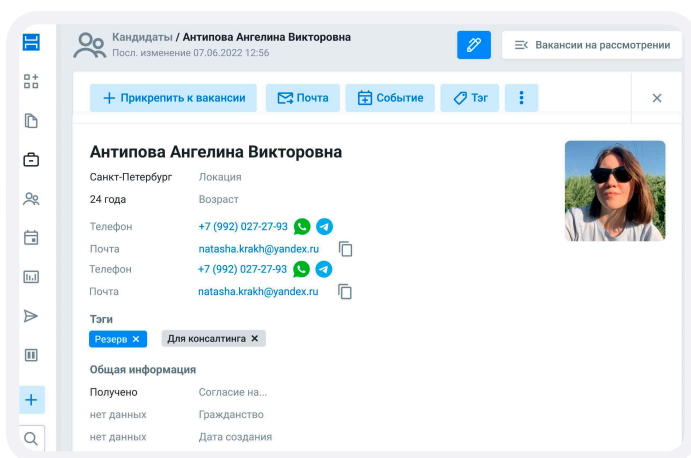 Кандидаты / Антипова Ангелина Викторовна
Посл. изменение 07.06.2022 12:56
Вакансии на рассмотрении
+ Прикрепить к вакансии
Почта
Событие
Тэг
Антипова Ангелина Викторовна
Санкт-Петербург Локация
24 года Возраст
Телефон +7 (992) 027-27-93
Почта natasha.krakh@yandex.ru
Телефон +7 (992) 027-27-93
Почта natasha.krakh@yandex.ru
Тэги
Резерв × Для консалтинга ×
Общая информация
Получено Согласие на...
нет данных Гражданство
нет данных Дата создания